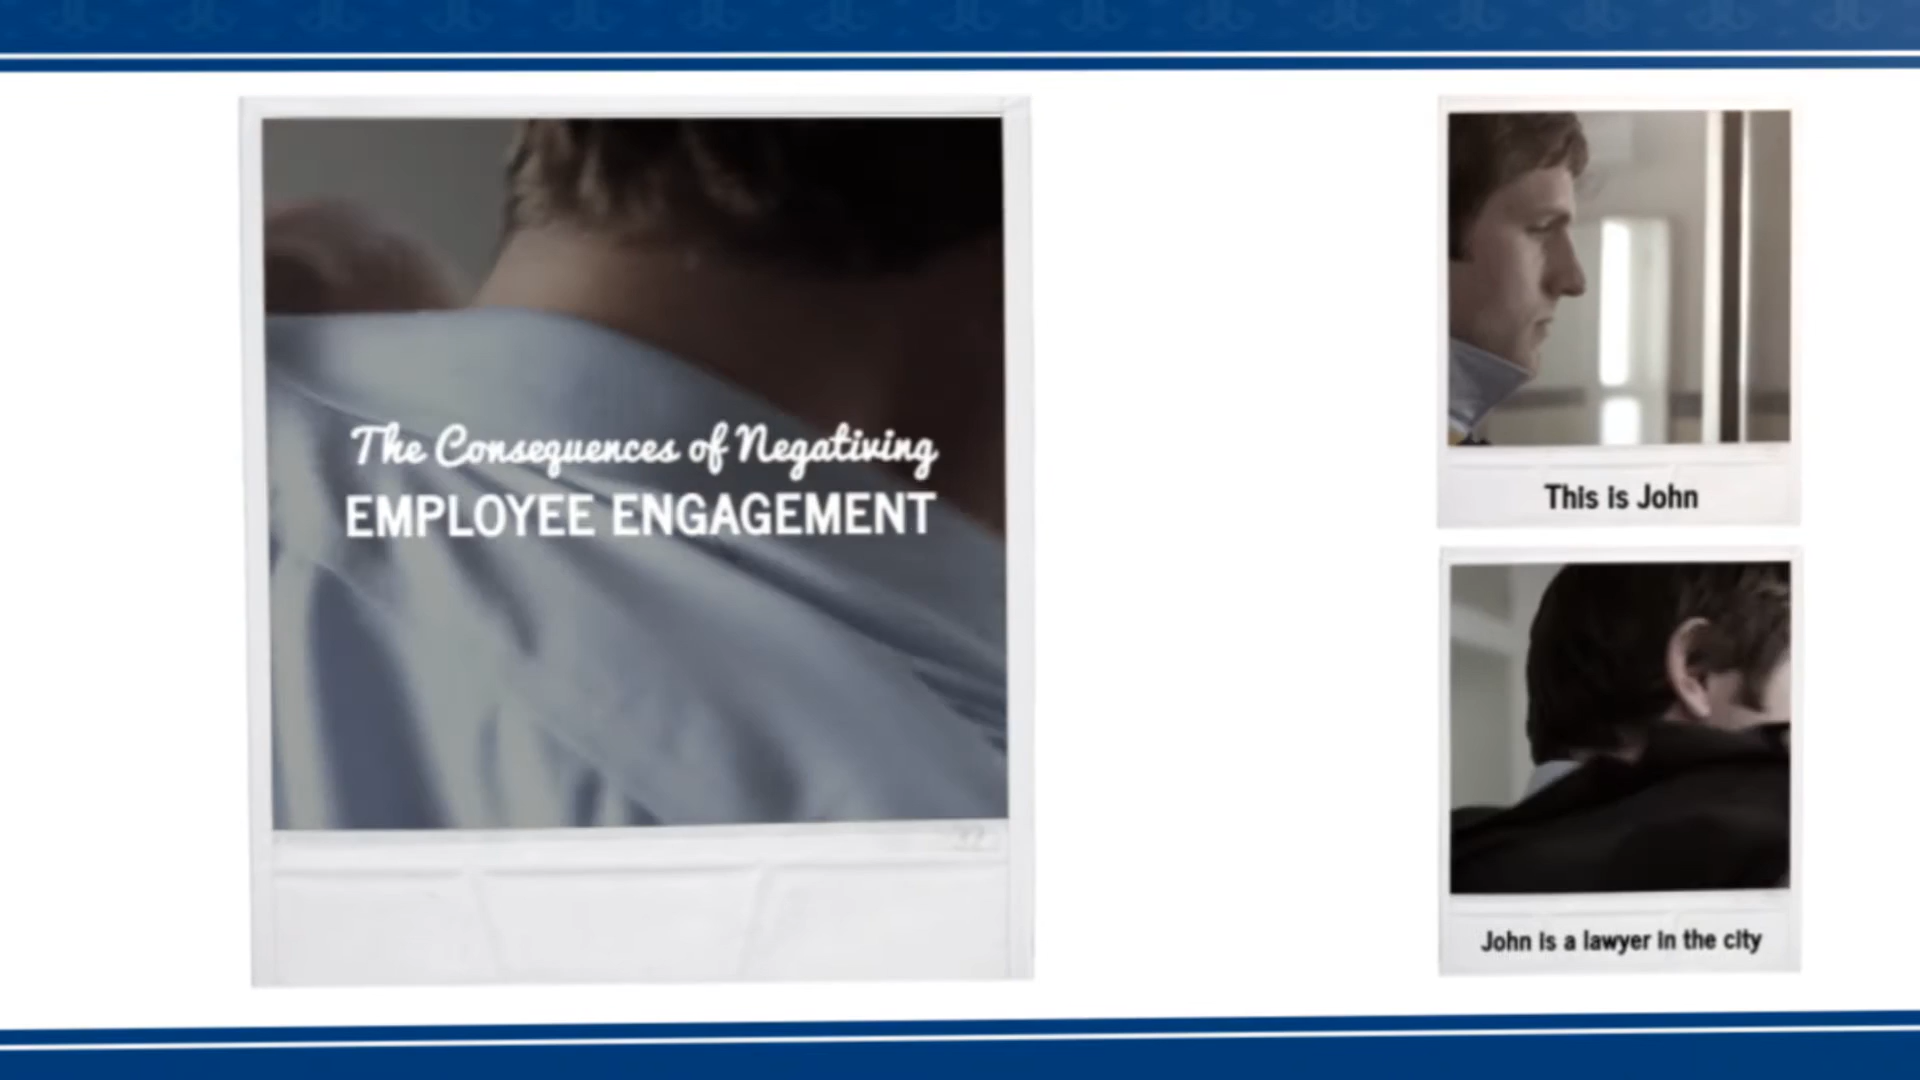 The Consequences of Negativing
EMPLOYEE ENGAGEMENT
This is John
John is a lawyer in the city